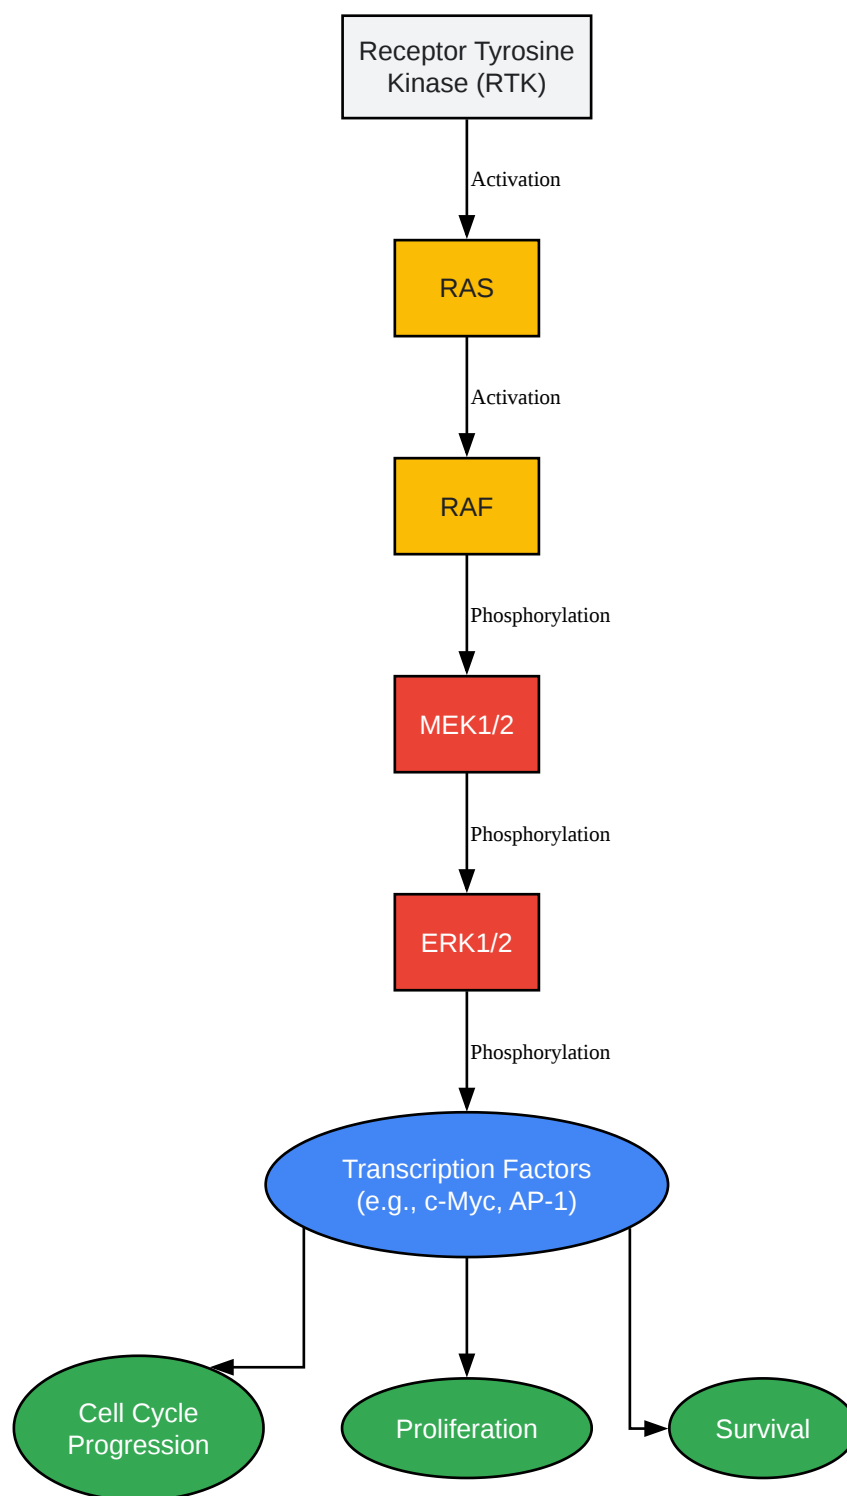 Receptor Tyrosine
Kinase (RTK)
Activation
RAS
Activation
RAF
Phosphorylation
MEK1/2
Phosphorylation
ERK1/2
Phosphorylation
Transcription Factors
(e.g., c-Myc, AP-1)
Cell Cycle
Progression
Proliferation
Survival